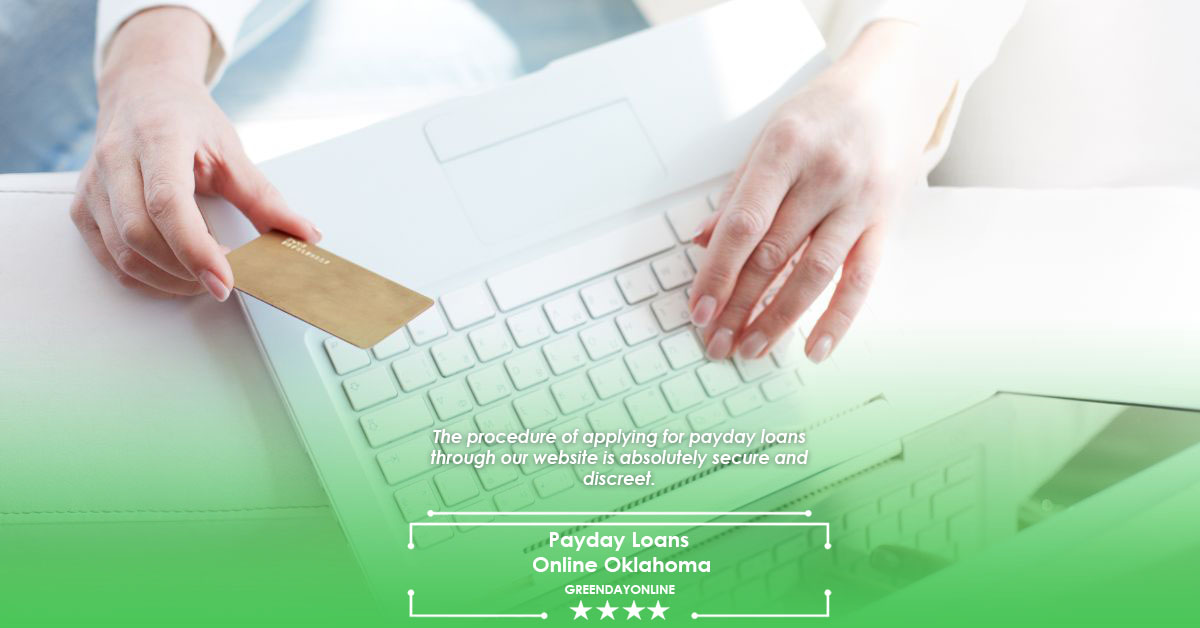 The procedure of applying for payday loans
through our website is absolutely secure and
discreet.
Payday Loans
Online Oklahoma
GREENDAYONLINE